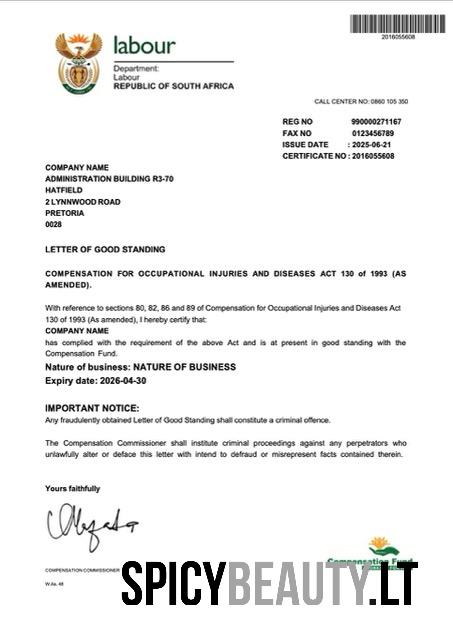 2016055608
labour
Department:
Labour
REPUBLIC OF SOUTH AFRICA
CALL CENTER NO: 0860 105 350
REG NO 990000271167
FAX NO 0123456789
ISSUE DATE : 2025-06-21
CERTIFICATE NO : 2016055608
COMPANY NAME
ADMINISTRATION BUILDING R3-70
HATFIELD
2 LYNNWOOD ROAD
PRETORIA
0028
LETTER OF GOOD STANDING
COMPENSATION FOR OCCUPATIONAL INJURIES AND DISEASES ACT 130 of 1993 (AS
AMENDED).
With reference to sections 80, 82, 86 and 89 of Compensation for Occupational Injuries and Diseases Act
130 of 1993 (As amended), I hereby certify that:
COMPANY NAME
has complied with the requirement of the above Act and is at present in good standing with the
Compensation Fund.
Nature of business: NATURE OF BUSINESS
Expiry date: 2026-04-30
IMPORTANT NOTICE:
Any fraudulently obtained Letter of Good Standing shall constitute a criminal offence.
The Compensation Commissioner shall institute criminal proceedings against any perpetrators who
unlawfully alter or deface this letter with intend to defraud or misrepresent facts contained therein.
Yours faithfully
Compensation Fund
COMPENSATION COMMISSIONER
W.As. 48
SPICYBEAUTY.LT